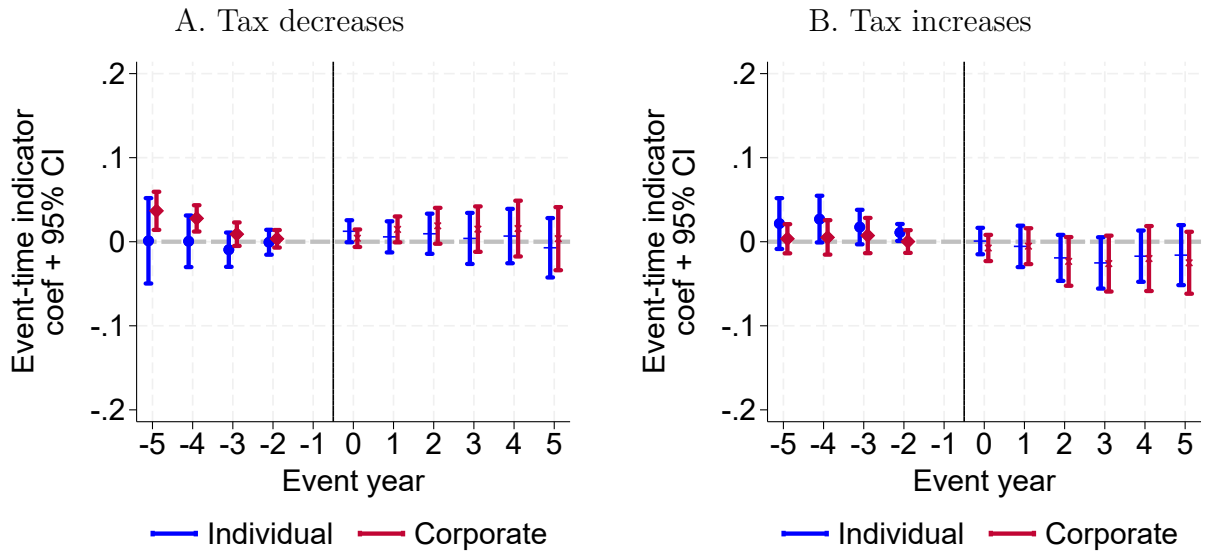 A. Tax decreases
Event-time indicator
coef + 95% CI
.2
.1
0
-.1
-.2
-5 -4 -3 -2 -1 0 1 2 3 4 5
Event year
Individual Corporate
B. Tax increases
Event-time indicator
coef + 95% CI
.2
.1
0
-.1
-.2
-5 -4 -3 -2 -1 0 1 2 3 4 5
Event year
Individual Corporate